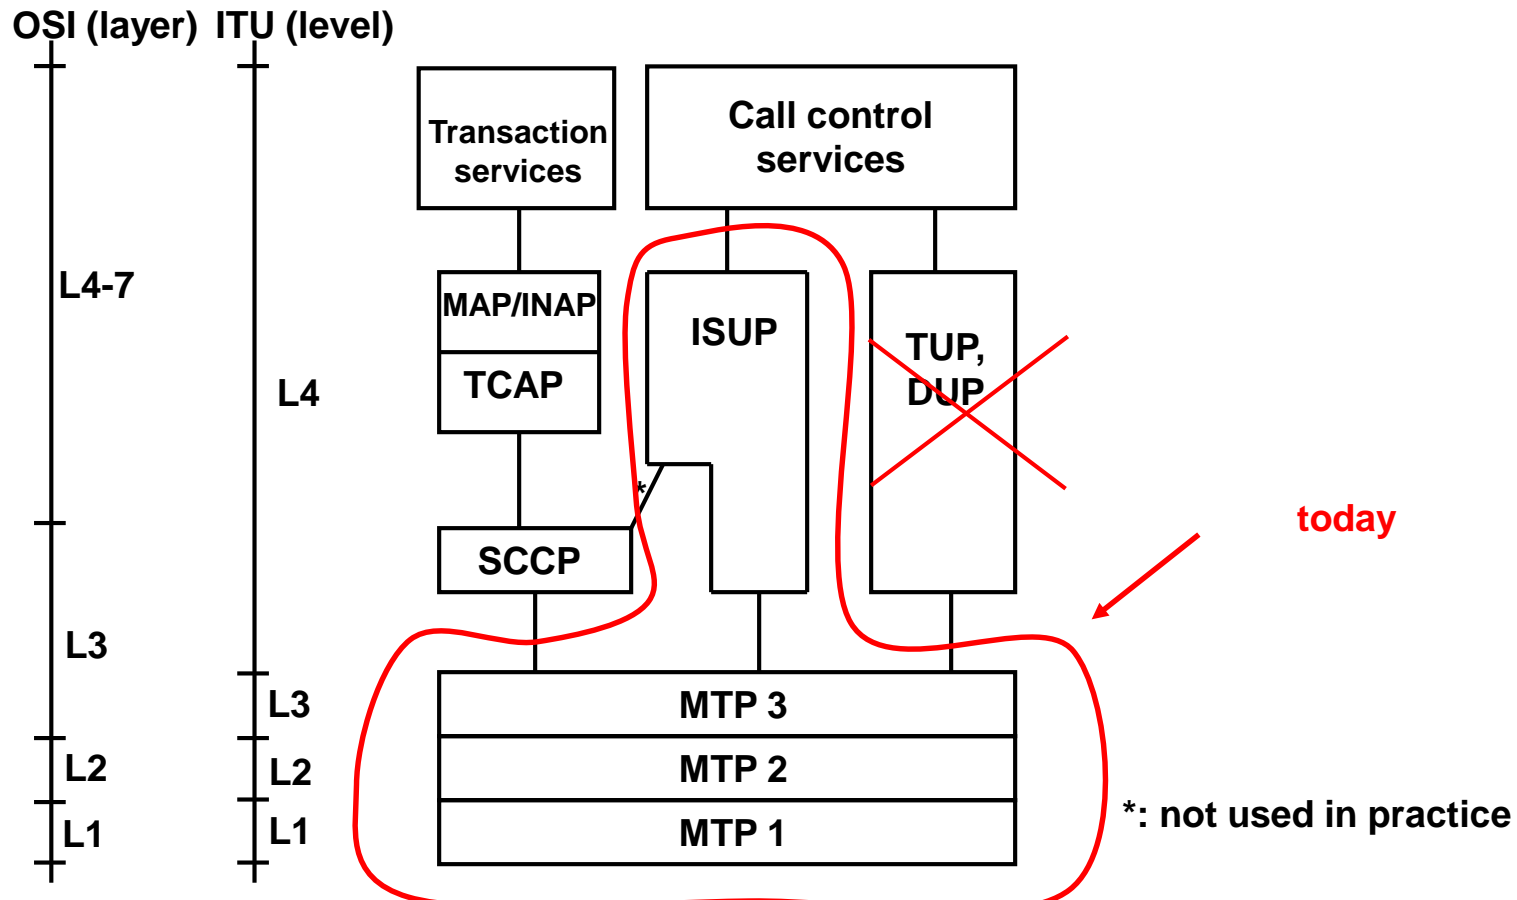 OSI (layer) ITU (level)
Transaction
services
Call control
services
L4-7
L4
MAP/INAP
TCAP
ISUP
TUP,
DUP
*
SCCP
today
L3
L3
MTP 3
L2
L2
MTP 2
L1
L1
MTP 1
*: not used in practice